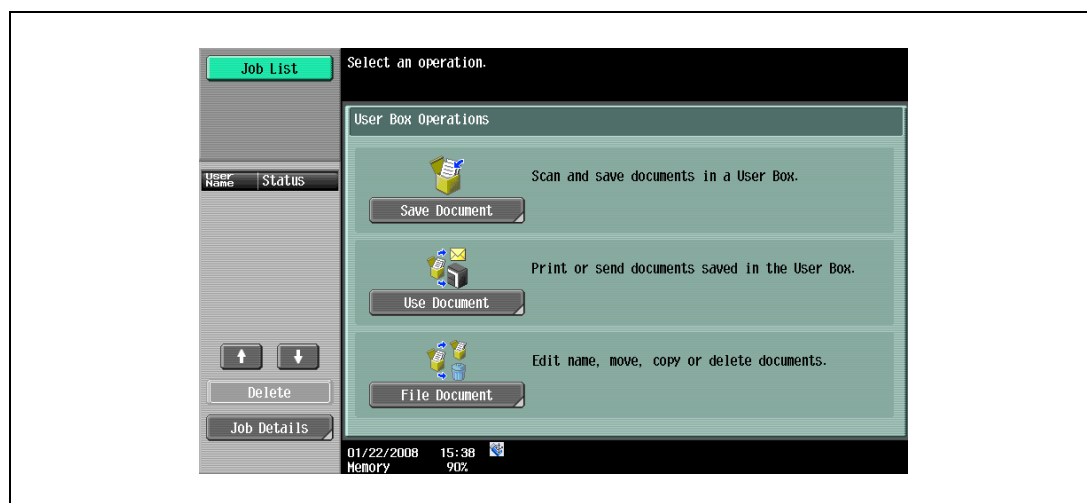 Job List
Select an operation.
User Box Operations
User Name
Status
Scan and save documents in a User Box.
Save Document
Print or send documents saved in the User Box.
Use Document
Edit name, move, copy or delete documents.
File Document
Delete
Job Details
01/22/2008 15:38
Memory 90%